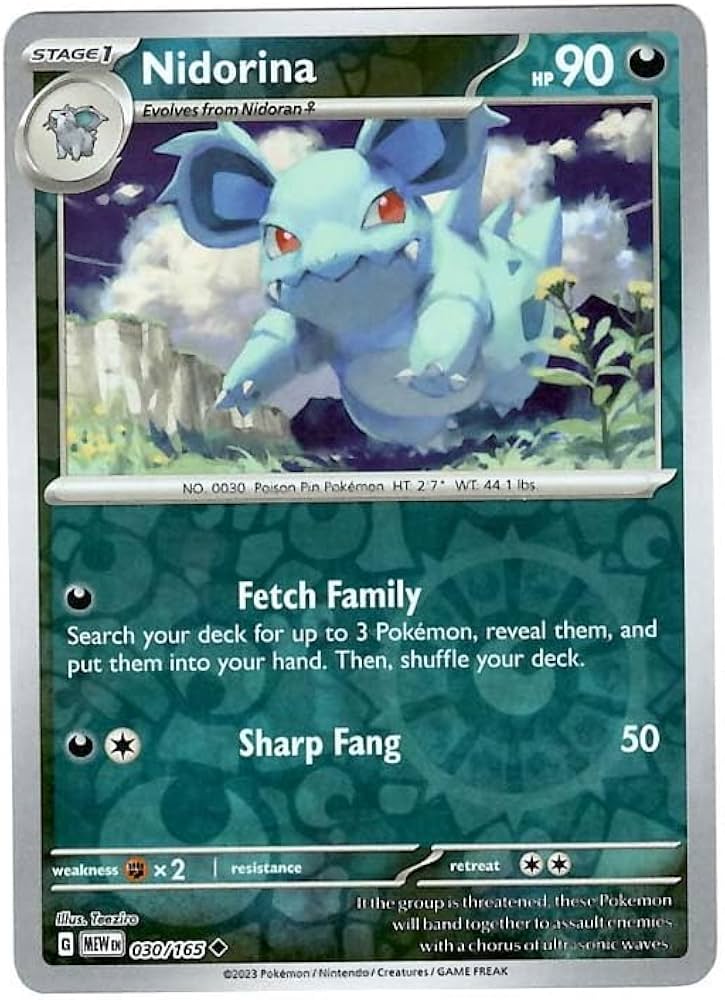 STAGE 1
Nidorina
HP 90
Evolves from Nidoran♀
NO. 0030 Poison Pin Pokémon HT: 2'7" WT: 44.1 lbs.
Fetch Family
Search your deck for up to 3 Pokémon, reveal them, and
put them into your hand. Then, shuffle your deck.
Sharp Fang 50
weakness ×2 resistance retreat
If the group is threatened, these Pokémon
will band together to assault enemies
with a chorus of ultrasonic waves.
Illus. Teeziro
G MEW EN 030/165
©2023 Pokémon / Nintendo / Creatures / GAME FREAK